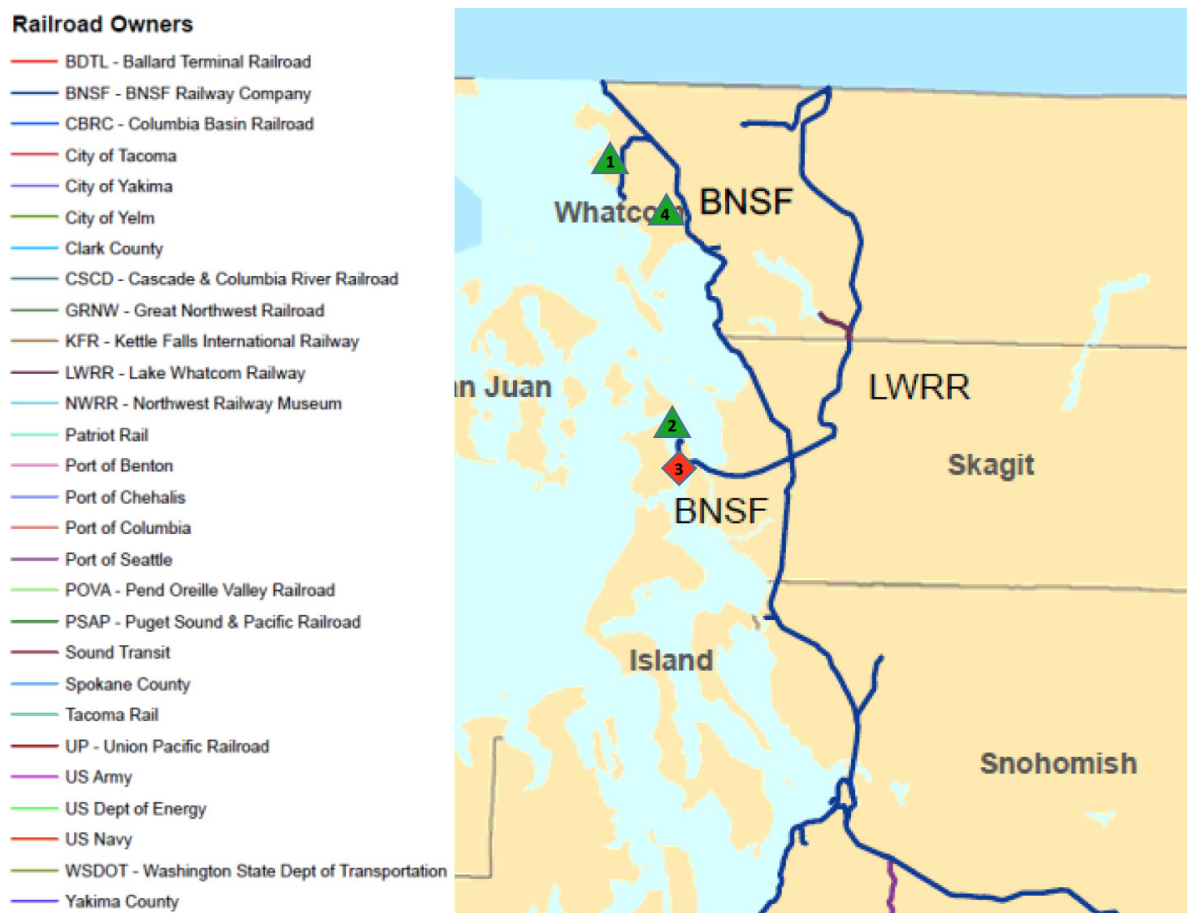 Railroad Owners
BDTL - Ballard Terminal Railroad
BNSF - BNSF Railway Company
CBRC - Columbia Basin Railroad
City of Tacoma
City of Yakima
City of Yelm
Clark County
CSCD - Cascade & Columbia River Railroad
GRNW - Great Northwest Railroad
KFR - Kettle Falls International Railway
LWRR - Lake Whatcom Railway
NWRR - Northwest Railway Museum
Patriot Rail
Port of Benton
Port of Chehalis
Port of Columbia
Port of Seattle
POVA - Pend Oreille Valley Railroad
PSAP - Puget Sound & Pacific Railroad
Sound Transit
Spokane County
Tacoma Rail
UP - Union Pacific Railroad
US Army
US Dept of Energy
US Navy
WSDOT - Washington State Dept of Transportation
Yakima County
1
BNSF
Whatcom
4
an Juan
LWRR
2
Skagit
3
BNSF
Island
Snohomish